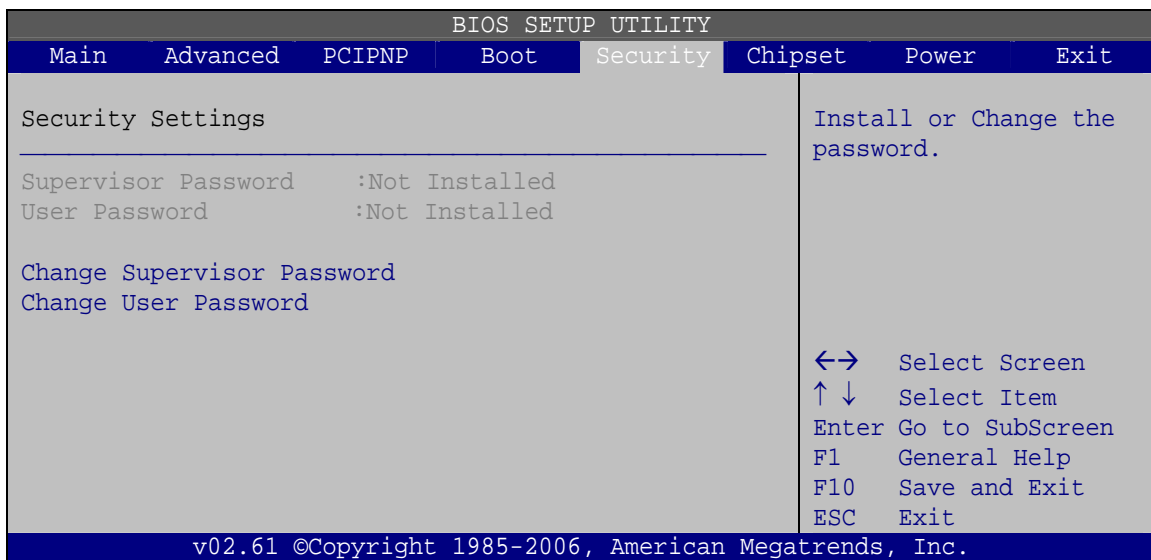 BIOS SETUP UTILITY
Main Advanced PCIPNP Boot Security Chipset Power Exit
Security Settings
Supervisor Password :Not Installed
User Password :Not Installed
Change Supervisor Password
Change User Password
Install or Change the
password.
←→ Select Screen
↑ ↓ Select Item
Enter Go to SubScreen
F1 General Help
F10 Save and Exit
ESC Exit
v02.61 ©Copyright 1985-2006, American Megatrends, Inc.